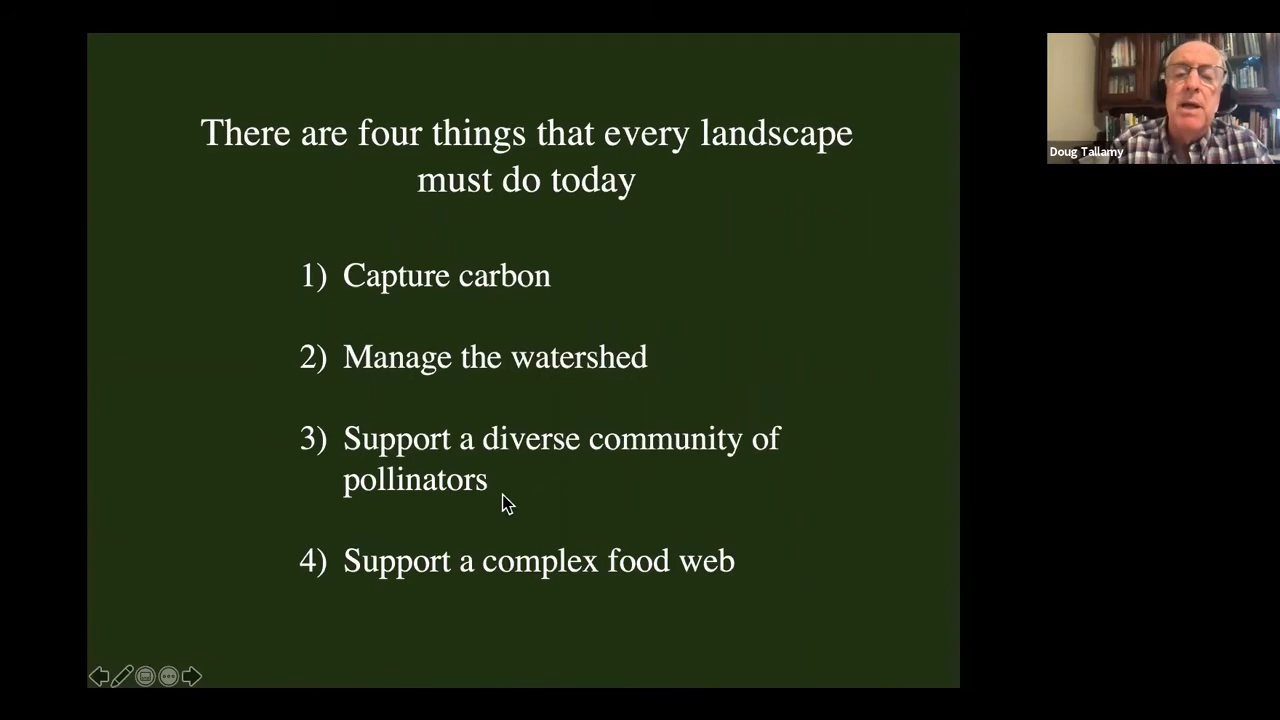 There are four things that every landscape
must do today
1) Capture carbon
2) Manage the watershed
3) Support a diverse community of
pollinators
4) Support a complex food web
Doug Tallamy